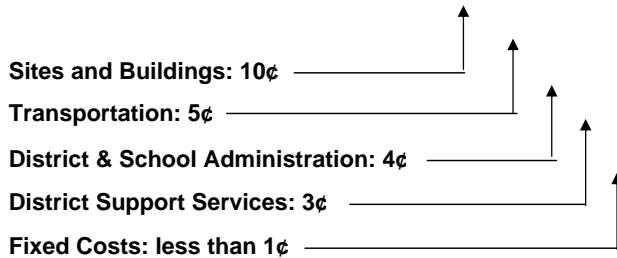 Sites and Buildings: 10¢
Transportation: 5¢
District & School Administration: 4¢
District Support Services: 3¢
Fixed Costs: less than 1¢